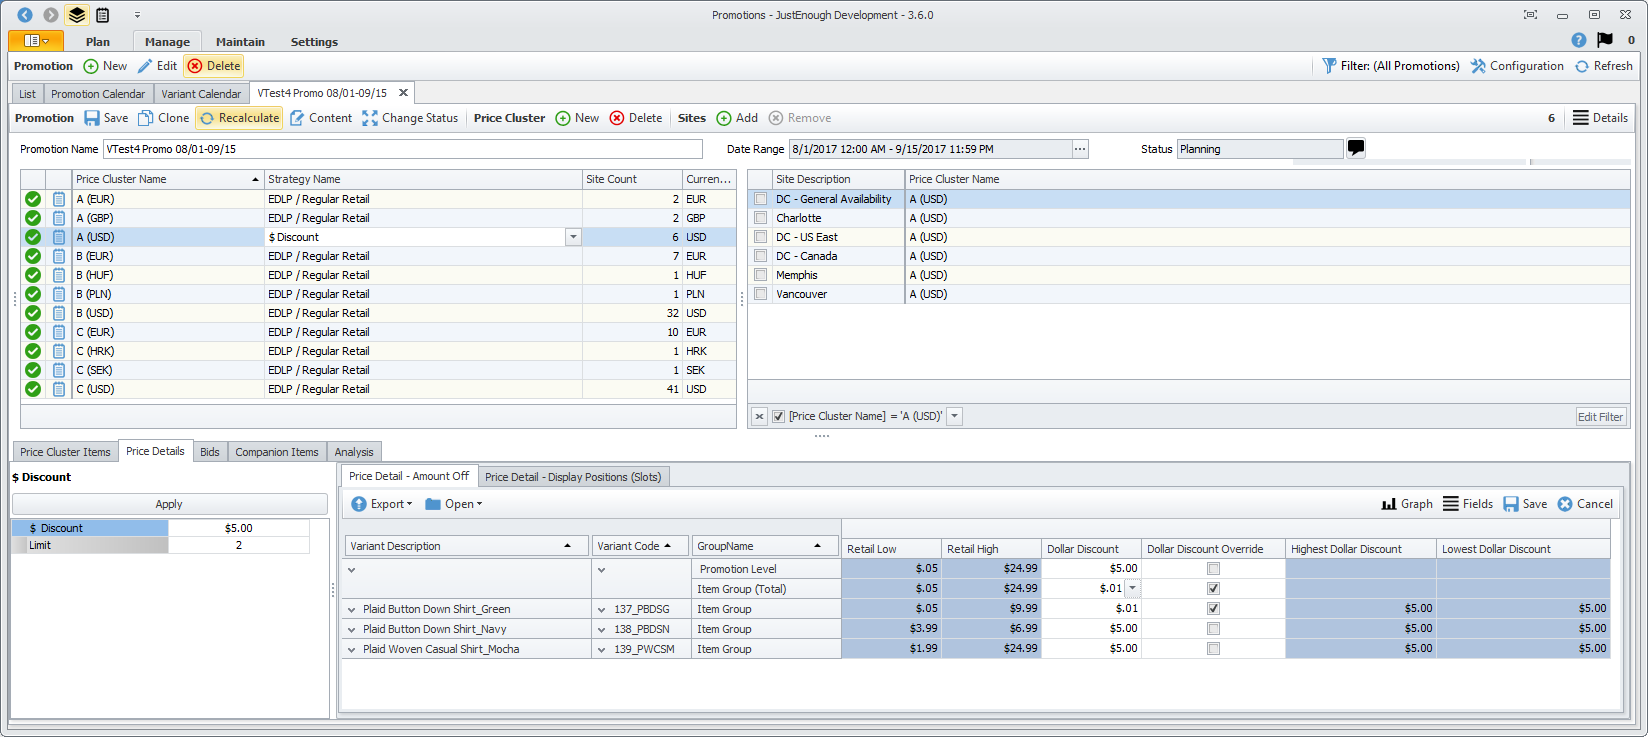 Promotions - JustEnough Development - 3.6.0
Plan Manage Maintain Settings 0
Promotion New Edit Delete Filter: (All Promotions) Configuration Refresh
List Promotion Calendar Variant Calendar VTest4 Promo 08/01-09/15
Promotion Save Clone Recalculate Content Change Status Price Cluster New Delete Sites Add Remove 6 Details
Promotion Name VTest4 Promo 08/01-09/15 Date Range 8/1/2017 12:00 AM - 9/15/2017 11:59 PM ... Status Planning
Price Cluster Name Strategy Name Site Count Curren...
A (EUR) EDLP / Regular Retail 2 EUR
A (GBP) EDLP / Regular Retail 2 GBP
A (USD) $ Discount 6 USD
B (EUR) EDLP / Regular Retail 7 EUR
B (HUF) EDLP / Regular Retail 1 HUF
B (PLN) EDLP / Regular Retail 1 PLN
B (USD) EDLP / Regular Retail 32 USD
C (EUR) EDLP / Regular Retail 10 EUR
C (HRK) EDLP / Regular Retail 1 HRK
C (SEK) EDLP / Regular Retail 1 SEK
C (USD) EDLP / Regular Retail 41 USD
Site Description Price Cluster Name
DC - General Availability A (USD)
Charlotte A (USD)
DC - US East A (USD)
DC - Canada A (USD)
Memphis A (USD)
Vancouver A (USD)
[Price Cluster Name] = 'A (USD)' Edit Filter
Price Cluster Items Price Details Bids Companion Items Analysis
$ Discount
Apply
$ Discount $5.00
Limit 2
Price Detail - Amount Off Price Detail - Display Positions (Slots)
Export Open Graph Fields Save Cancel
Variant Description Variant Code GroupName Retail Low Retail High Dollar Discount Dollar Discount Override Highest Dollar Discount Lowest Dollar Discount
Promotion Level $.05 $24.99 $5.00
Item Group (Total) $.05 $24.99 $.01
Plaid Button Down Shirt_Green 137_PBDSG Item Group $.05 $9.99 $.01 $5.00 $5.00
Plaid Button Down Shirt_Navy 138_PBDSN Item Group $3.99 $6.99 $5.00 $5.00 $5.00
Plaid Woven Casual Shirt_Mocha 139_PWCSM Item Group $1.99 $24.99 $5.00 $5.00 $5.00